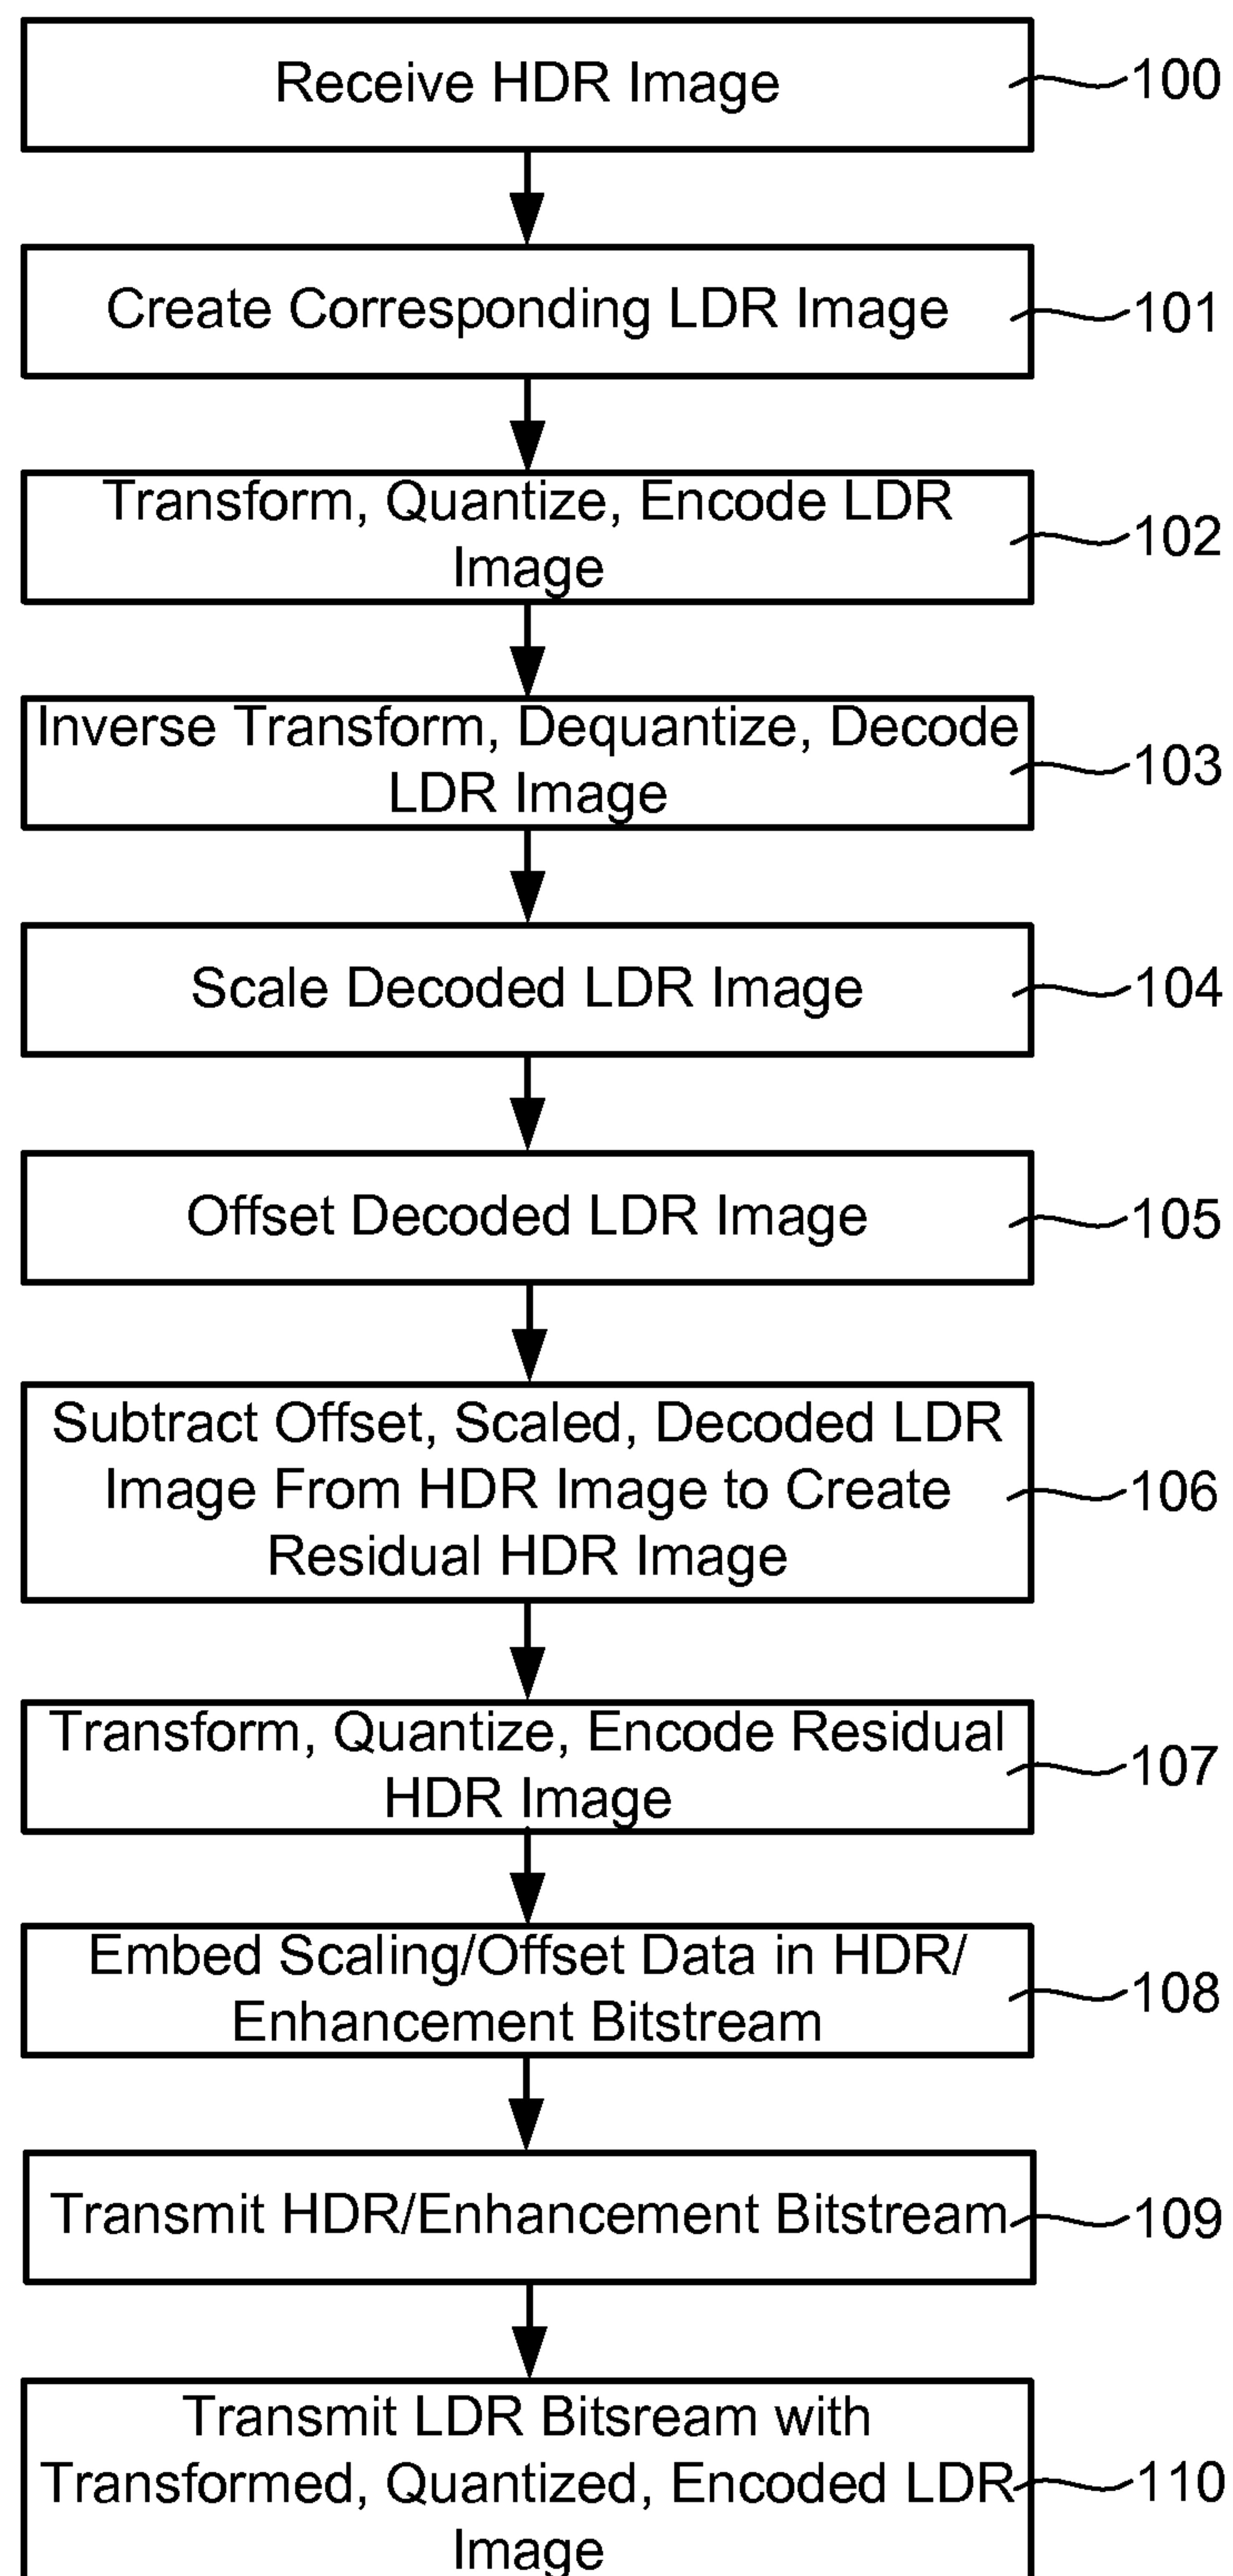 Receive HDR Image
100
Create Corresponding LDR Image
101
Transform, Quantize, Encode LDR
Image
102
Inverse Transform, Dequantize, Decode
LDR Image
103
Scale Decoded LDR Image
104
Offset Decoded LDR Image
105
Subtract Offset, Scaled, Decoded LDR
Image From HDR Image to Create
Residual HDR Image
106
Transform, Quantize, Encode Residual
HDR Image
107
Embed Scaling/Offset Data in HDR/
Enhancement Bitstream
108
Transmit HDR/Enhancement Bitstream
109
Transmit LDR Bitsream with
Transformed, Quantized, Encoded LDR
Image
110